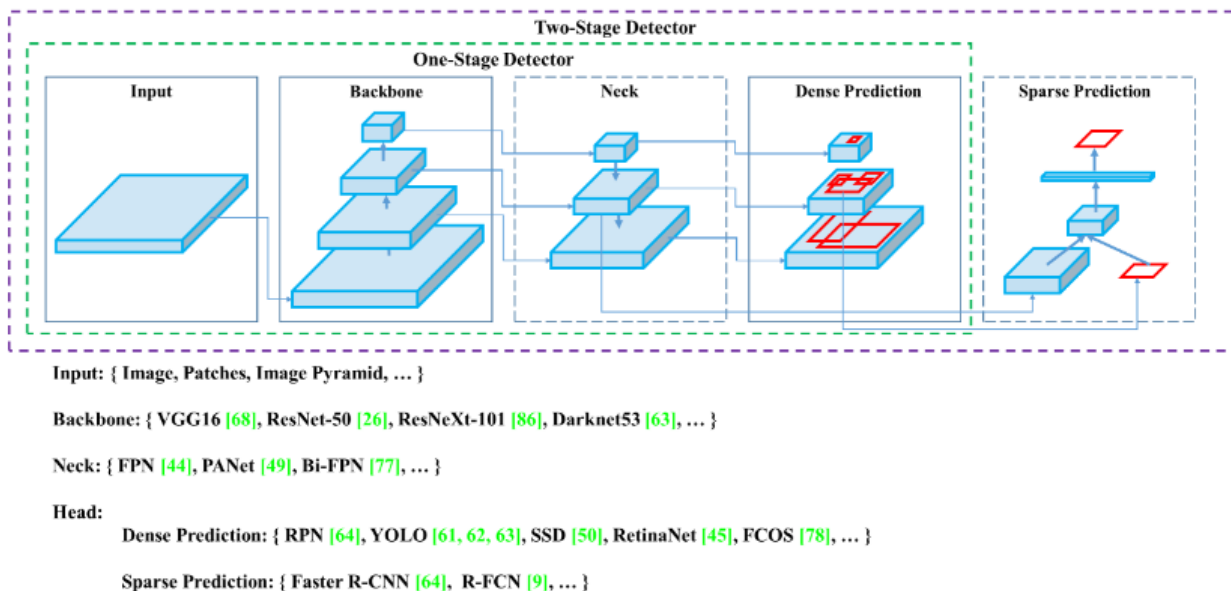 Two-Stage Detector
One-Stage Detector
Input
Backbone
Neck
Dense Prediction
Sparse Prediction
Input: { Image, Patches, Image Pyramid, … }
Backbone: { VGG16 [68], ResNet-50 [26], ResNeXt-101 [86], Darknet53 [63], … }
Neck: { FPN [44], PANet [49], Bi-FPN [77], … }
Head:
Dense Prediction: { RPN [64], YOLO [61, 62, 63], SSD [50], RetinaNet [45], FCOS [78], … }
Sparse Prediction: { Faster R-CNN [64], R-FCN [9], … }